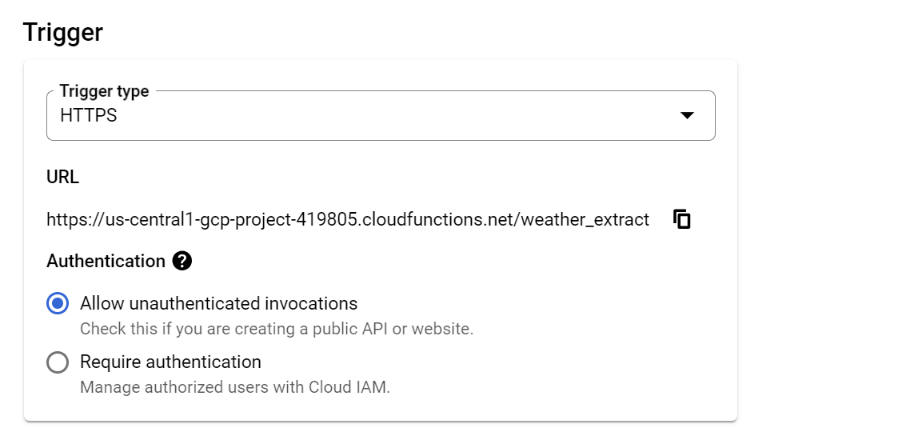 Trigger
Trigger type
HTTPS
URL
https://us-central1-gcp-project-419805.cloudfunctions.net/weather_extract
Authentication ?
Allow unauthenticated invocations
Check this if you are creating a public API or website.
Require authentication
Manage authorized users with Cloud IAM.